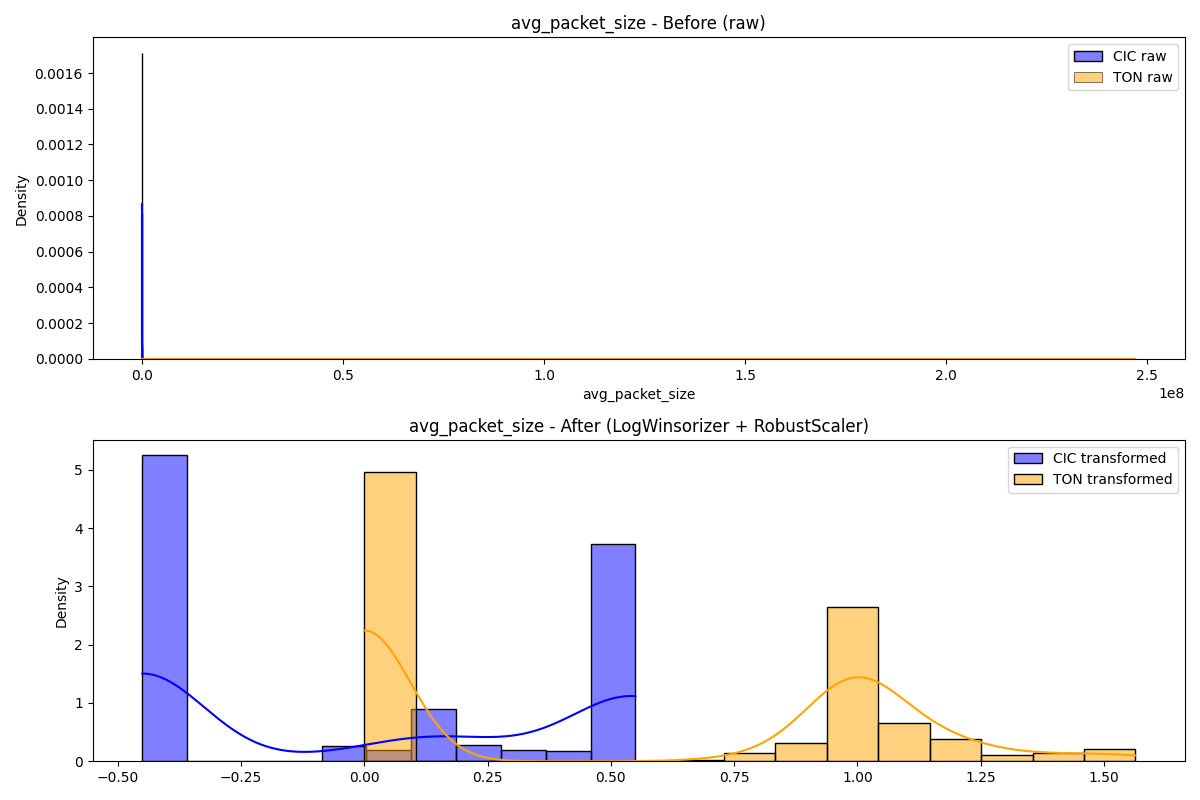 avg_packet_size - Before (raw)
CIC raw
TON raw
0.0016
0.0014
0.0012
0.0010
0.0008
0.0006
0.0004
0.0002
0.0000
Density
0.0 0.5 1.0 1.5 2.0 2.5
1e8
avg_packet_size
avg_packet_size - After (LogWinsorizer + RobustScaler)
CIC transformed
TON transformed
5
4
3
2
1
0
Density
−0.50 −0.25 0.00 0.25 0.50 0.75 1.00 1.25 1.50